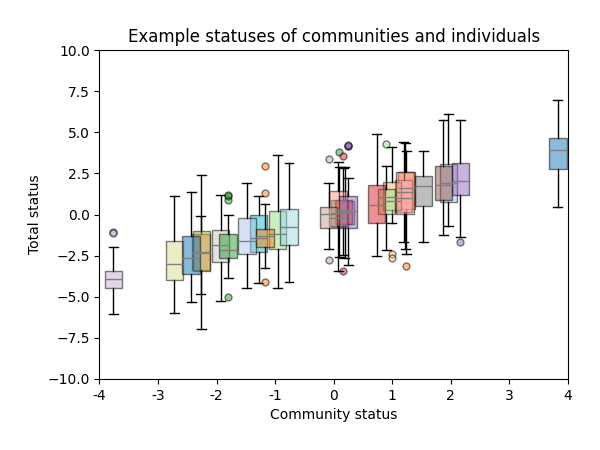 Example statuses of communities and individuals
10.0
7.5
5.0
2.5
0.0
−2.5
−5.0
−7.5
−10.0
Total status
-4 -3 -2 -1 0 1 2 3 4
Community status